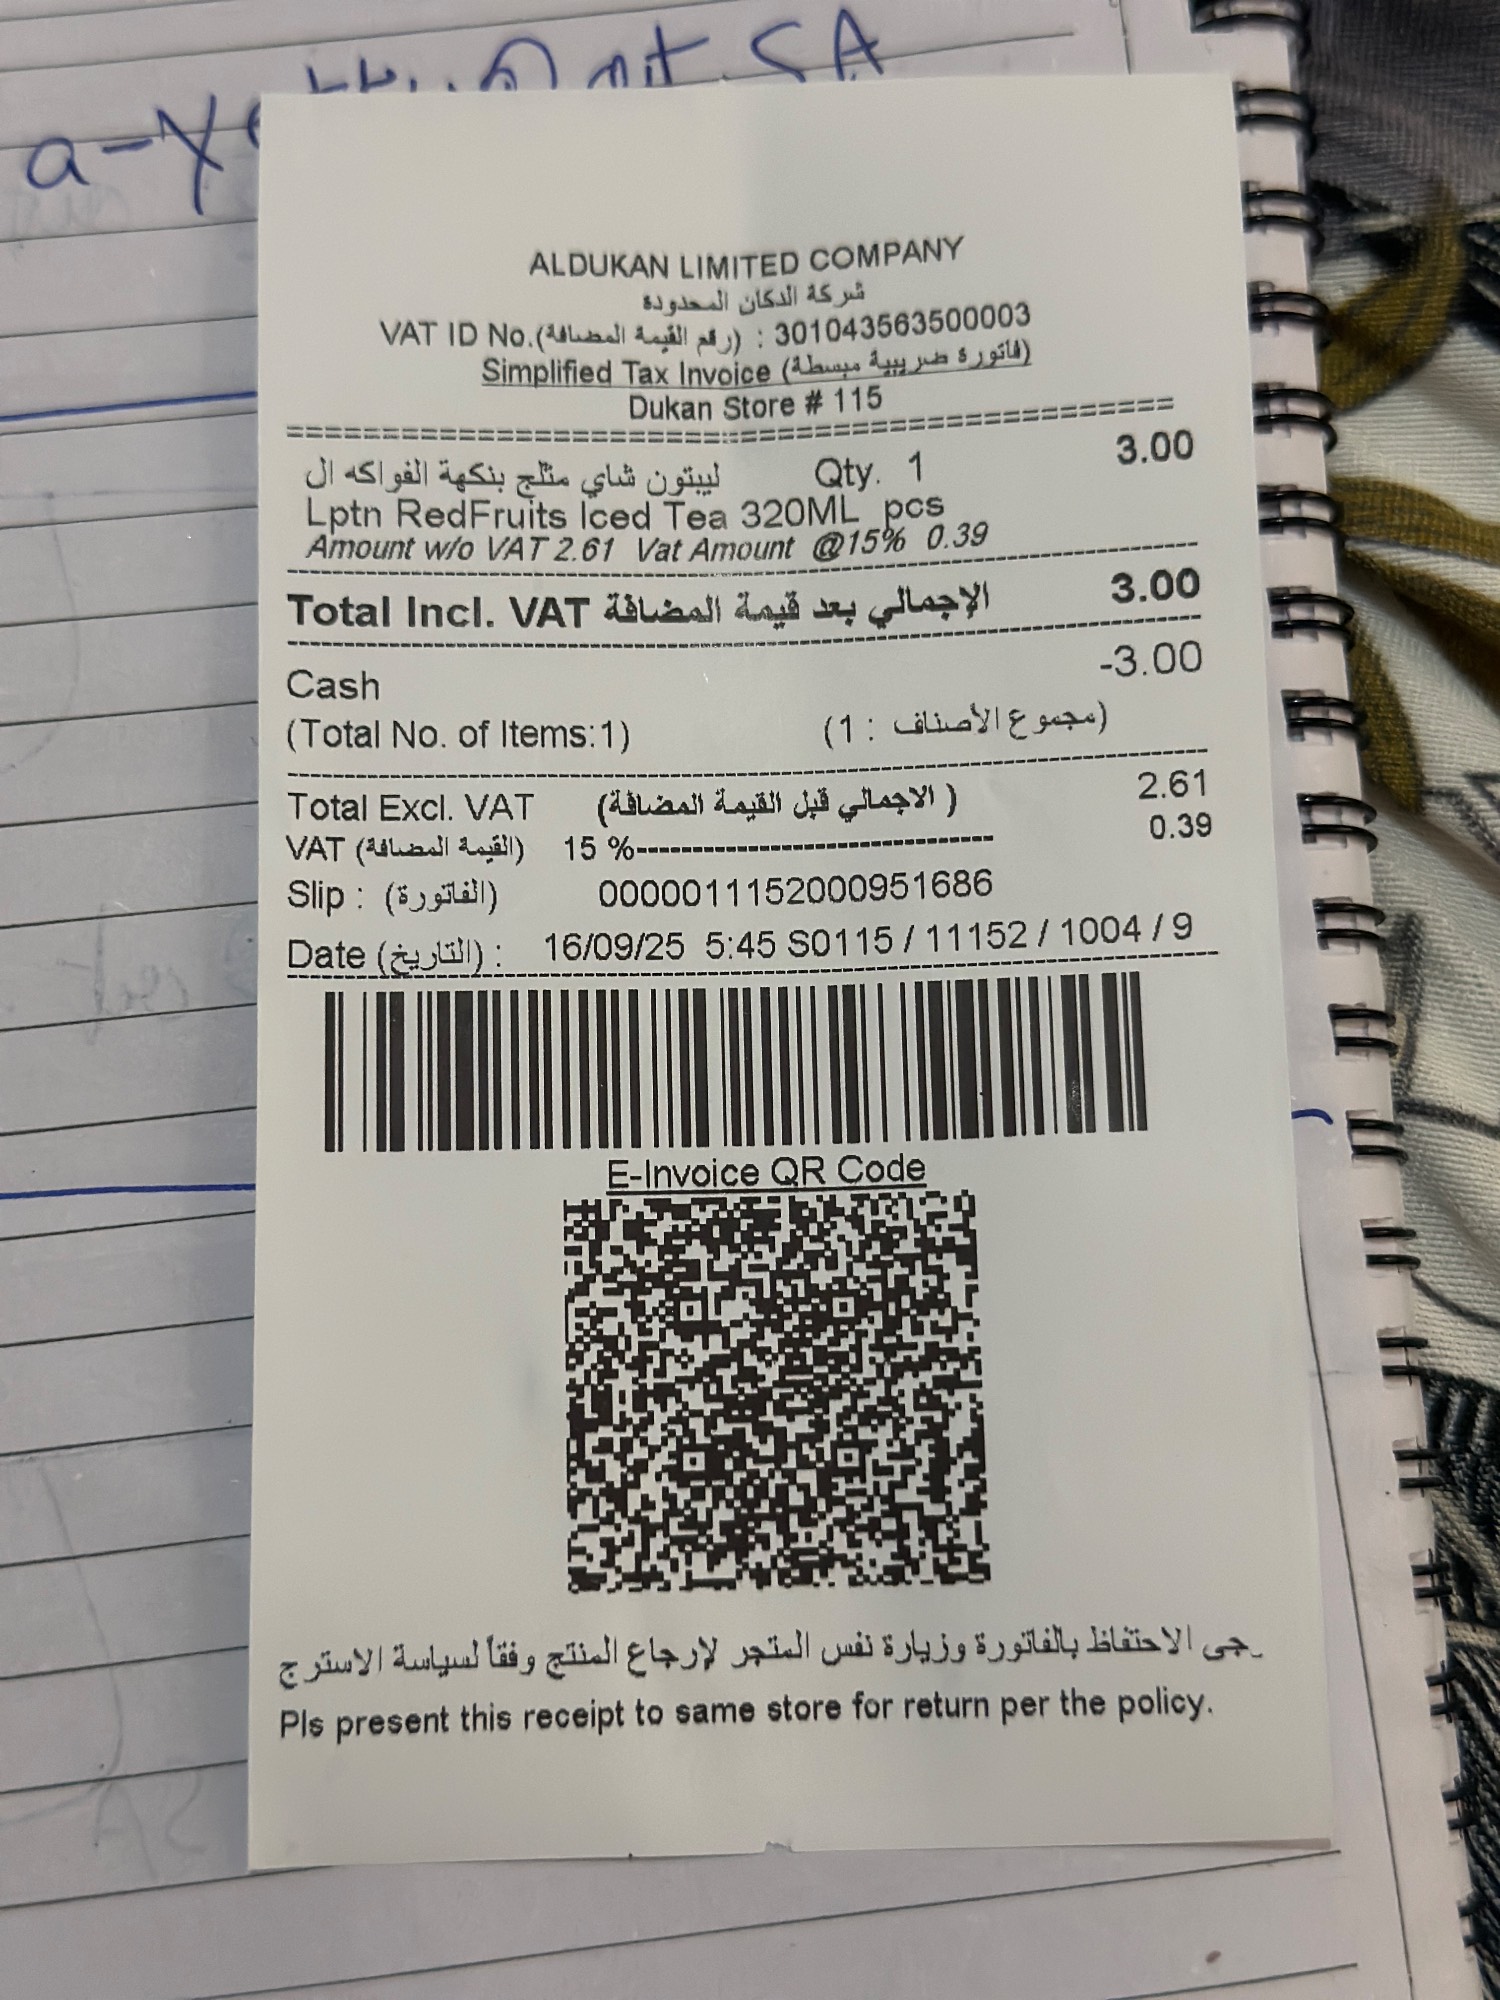 a-
SA
ALDUKAN LIMITED COMPANY
شركة الدكان المحدودة
VAT ID No.(رقم القيمة المضافة) : 301043563500003
Simplified Tax Invoice (فاتورة ضريبية مبسطة)
Dukan Store # 115
ليبتون شاي مثلج بنكهة الفواكه ال Qty. 1 3.00
Lptn RedFruits Iced Tea 320ML pcs
Amount w/o VAT 2.61 Vat Amount @15% 0.39
Total Incl. VAT الإجمالي بعد قيمة المضافة 3.00
Cash -3.00
(Total No. of Items:1) (مجموع الأصناف : 1)
Total Excl. VAT (الاجمالي قبل القيمة المضافة ) 2.61
VAT (القيمة المضافة) 15 %---------------------------------- 0.39
Slip : (الفاتورة) 0000011152000951686
Date (التاريخ) : 16/09/25 5:45 S0115 / 11152 / 1004 / 9
E-Invoice QR Code
رجى الاحتفاظ بالفاتورة وزيارة نفس المتجر لإرجاع المنتج وفقاً لسياسة الاسترج
Pls present this receipt to same store for return per the policy.